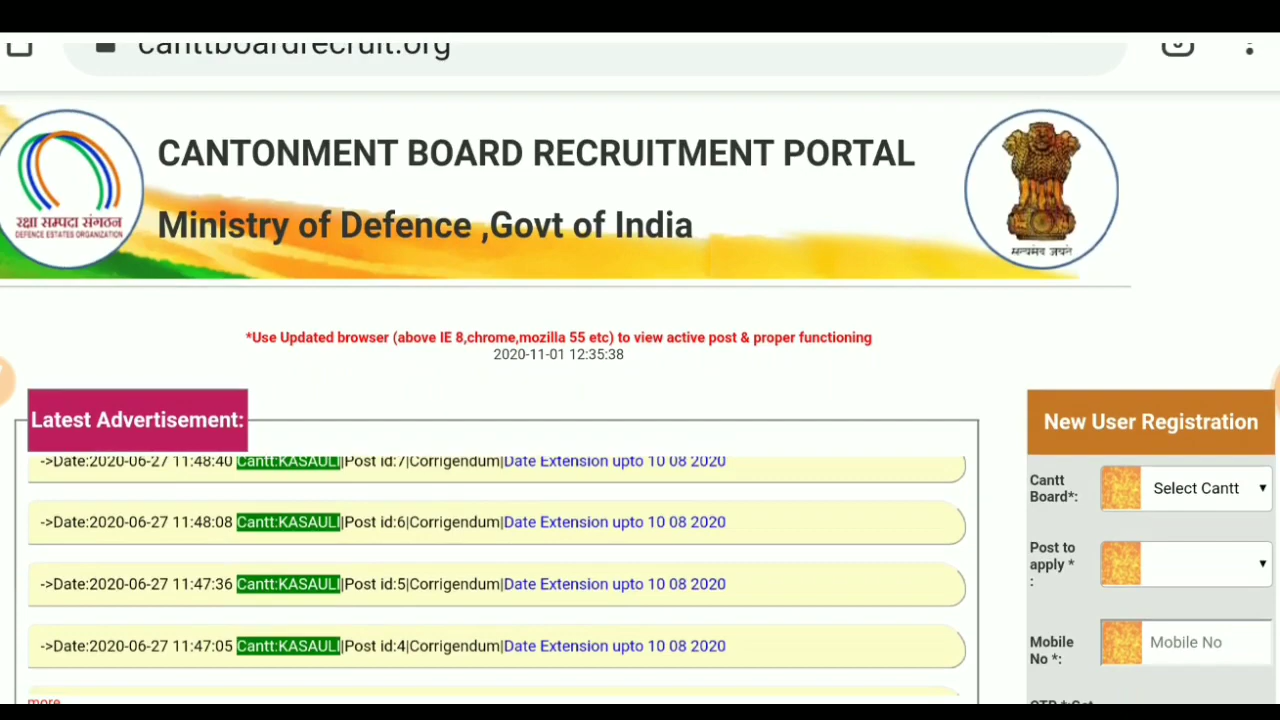 canttboardrecruit.org
CANTONMENT BOARD RECRUITMENT PORTAL
Ministry of Defence ,Govt of India
रक्षा सम्पदा संगठन
DEFENCE ESTATES ORGANIZATION
सत्यमेव जयते
*Use Updated browser (above IE 8,chrome,mozilla 55 etc) to view active post & proper functioning
2020-11-01 12:35:38
Latest Advertisement:
->Date:2020-06-27 11:48:40 Cantt:KASAULI|Post id:7|Corrigendum|Date Extension upto 10 08 2020
->Date:2020-06-27 11:48:08 Cantt:KASAULI|Post id:6|Corrigendum|Date Extension upto 10 08 2020
->Date:2020-06-27 11:47:36 Cantt:KASAULI|Post id:5|Corrigendum|Date Extension upto 10 08 2020
->Date:2020-06-27 11:47:05 Cantt:KASAULI|Post id:4|Corrigendum|Date Extension upto 10 08 2020
more
New User Registration
Cantt
Board*:
Select Cantt
Post to
apply *
:
Mobile
No *:
Mobile No